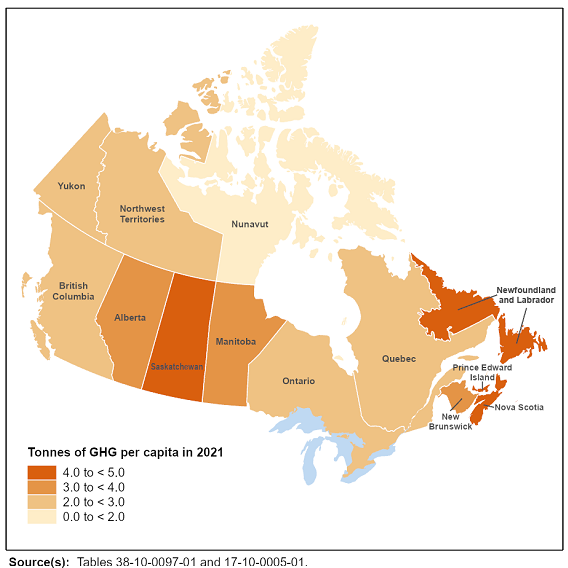 Yukon
Northwest
Territories
Nunavut
British
Columbia
Alberta
Saskatchewan
Manitoba
Ontario
Quebec
Newfoundland
and Labrador
Prince Edward
Island
Nova Scotia
New
Brunswick
Tonnes of GHG per capita in 2021
4.0 to < 5.0
3.0 to < 4.0
2.0 to < 3.0
0.0 to < 2.0
Source(s): Tables 38-10-0097-01 and 17-10-0005-01.